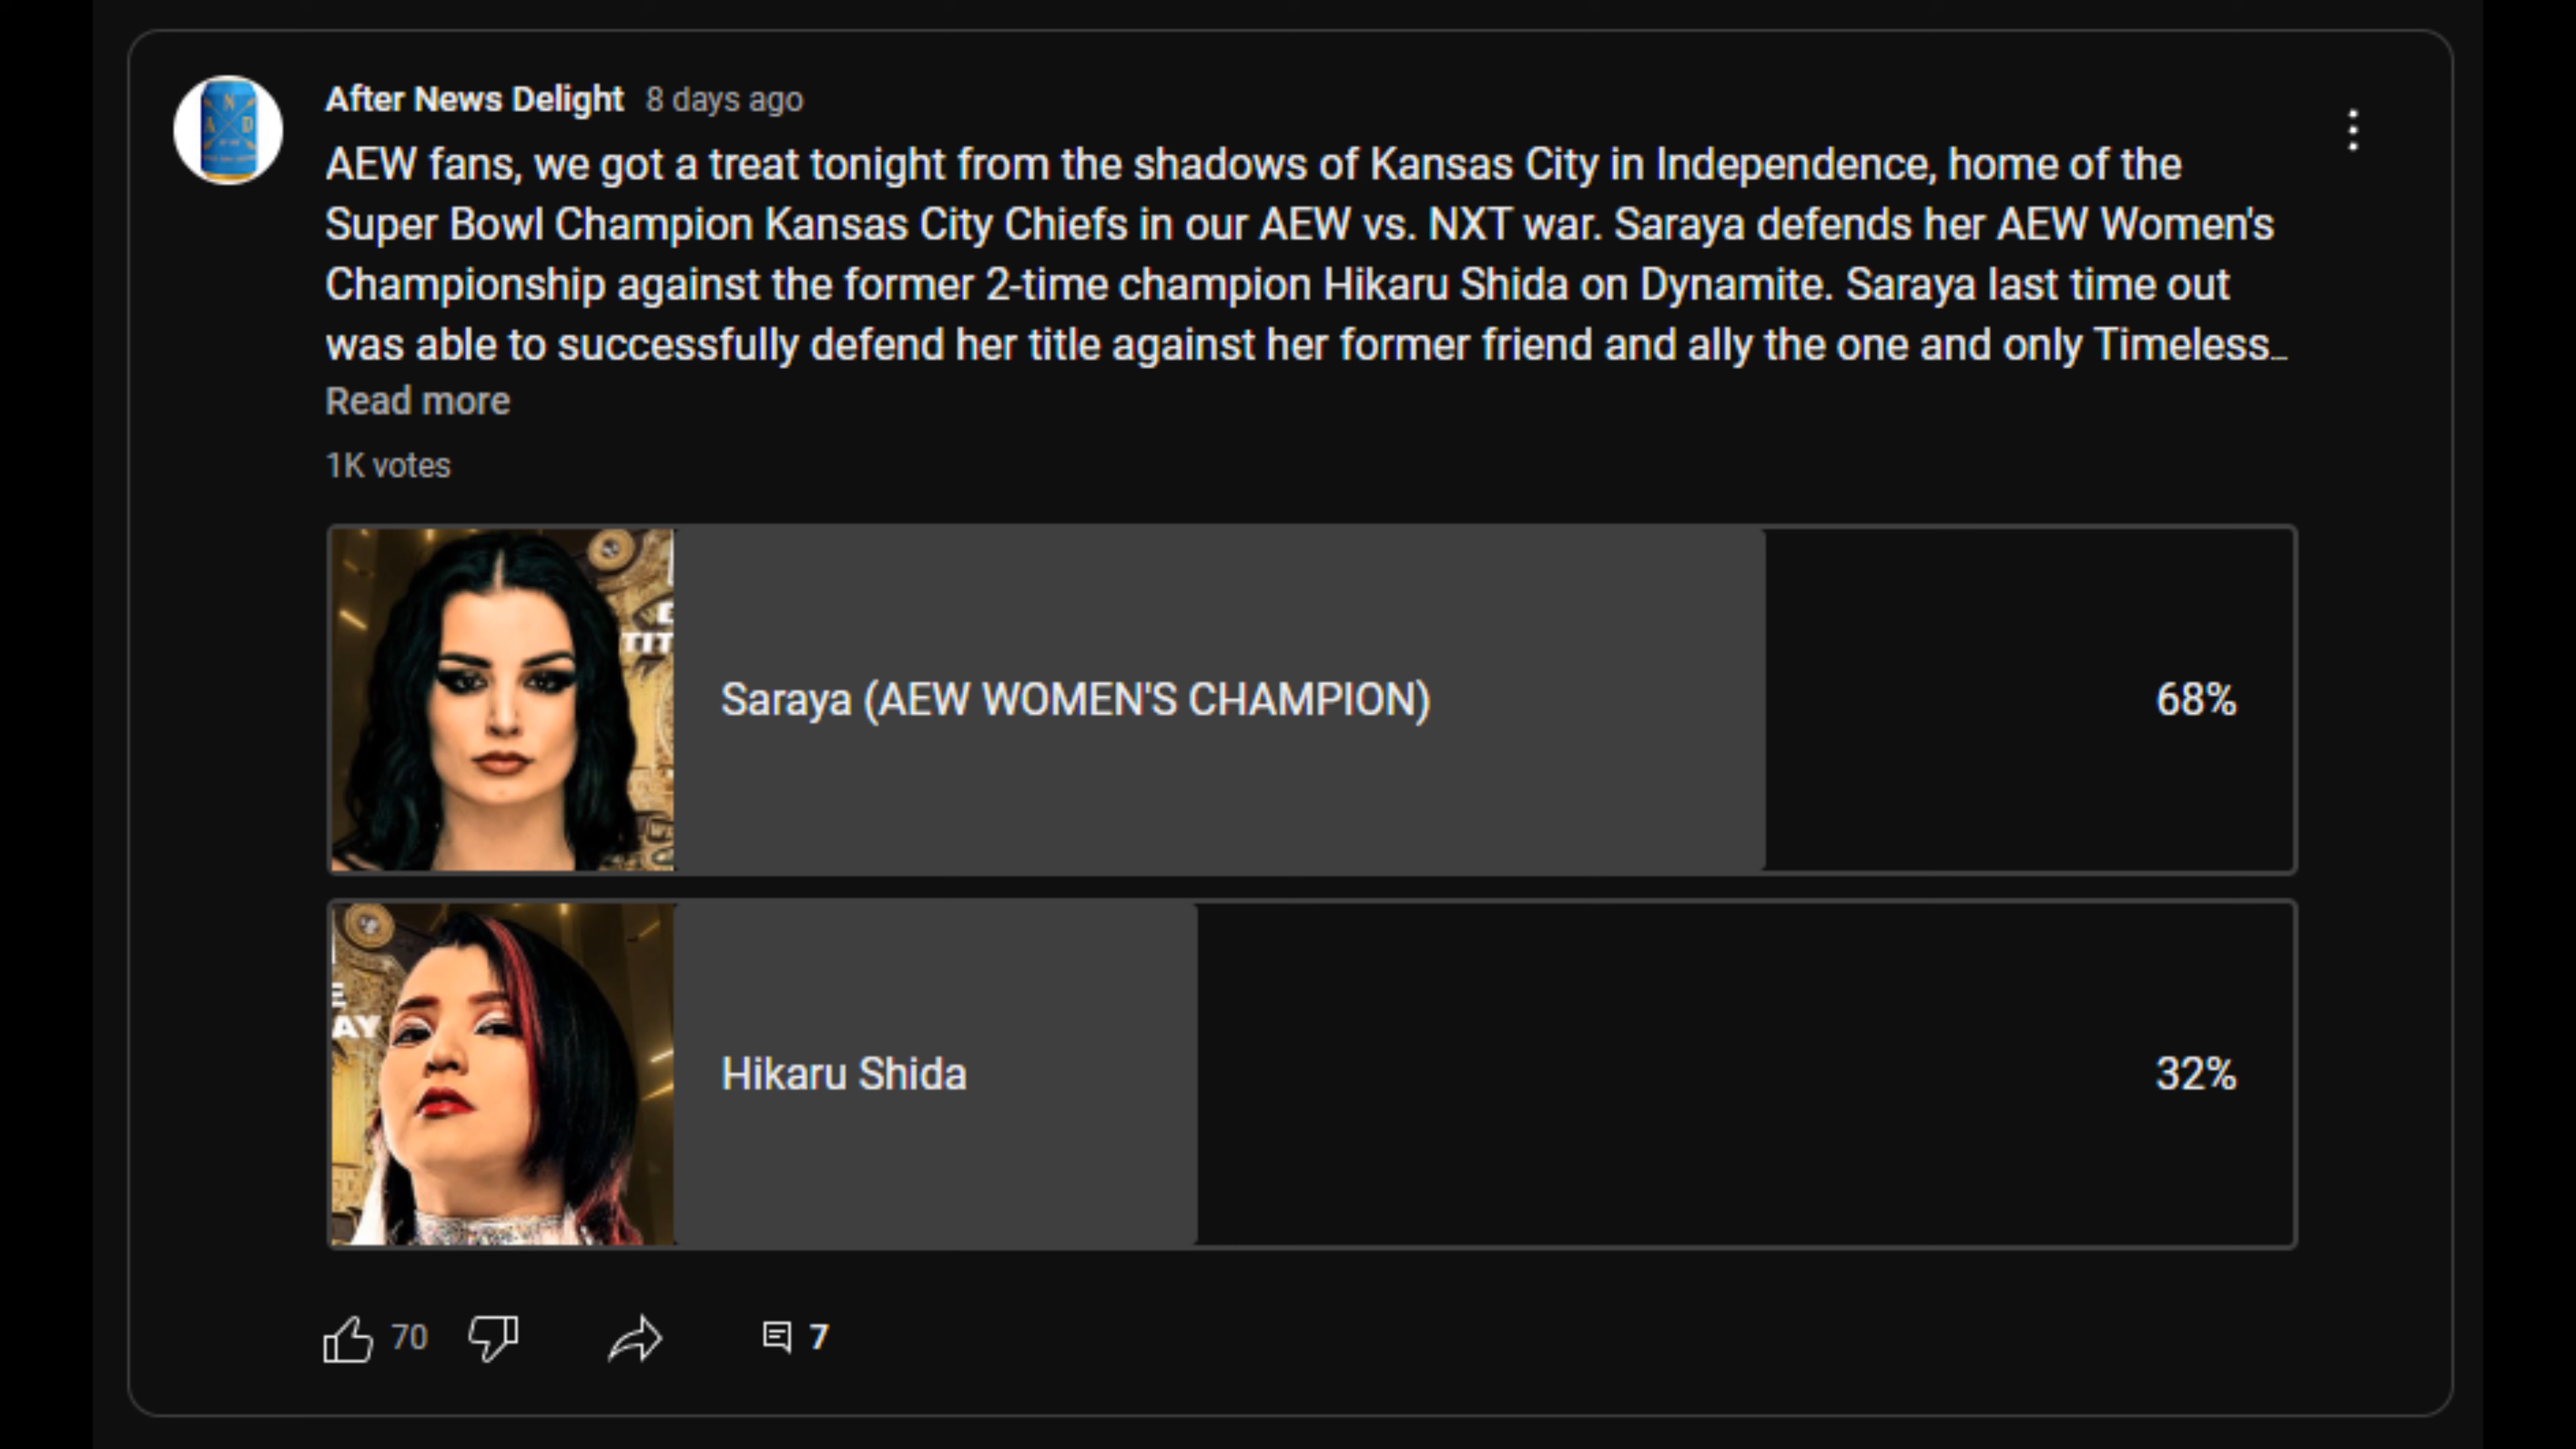 After News Delight 8 days ago
AEW fans, we got a treat tonight from the shadows of Kansas City in Independence, home of the
Super Bowl Champion Kansas City Chiefs in our AEW vs. NXT war. Saraya defends her AEW Women's
Championship against the former 2-time champion Hikaru Shida on Dynamite. Saraya last time out
was able to successfully defend her title against her former friend and ally the one and only Timeless...
Read more
1K votes
TIT
Saraya (AEW WOMEN'S CHAMPION) 68%
E
AY
Hikaru Shida 32%
70 7